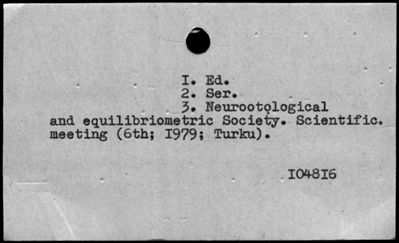 I. Ed.
2. Ser.
3. Neurootological
and equilibriometric Society. Scientific.
meeting (6th; I979; Turku).
I048I6